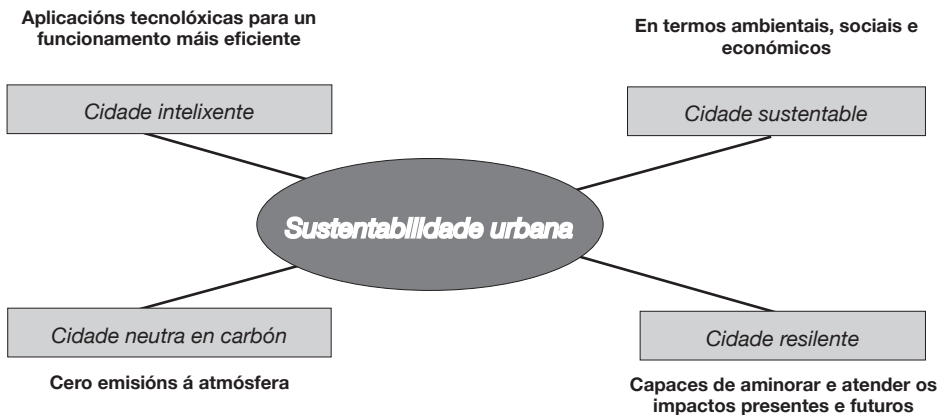 Aplicacións tecnolóxicas para un
funcionamento máis eficiente
En termos ambientais, sociais e
económicos
Cidade intelixente
Cidade sustentable
Sustentabilidade urbana
Cidade neutra en carbón
Cidade resilente
Cero emisións á atmósfera
Capaces de aminorar e atender os
impactos presentes e futuros